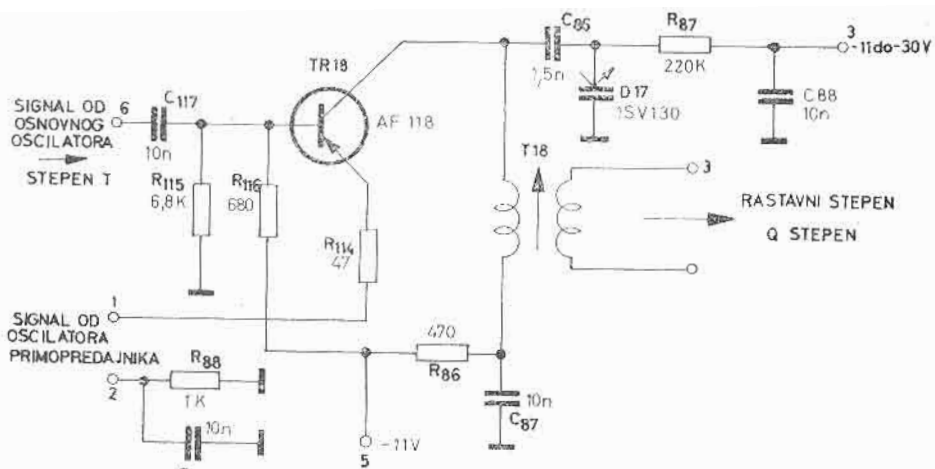 C86
R87
3
-11do-30V
TR18
1,5n
220K
SIGNAL OD
OSNOVNOG
OSCILATORA
STEPEN T
6
C117
10n
AF 118
D17
1SV130
C88
10n
R115
6,8K
R116
680
T18
3
RASTAVNI STEPEN
Q STEPEN
R114
47
1
SIGNAL OD
OSCILATORA
PRIMOPREDAJNIKA
470
R86
R88
1K
2
10n
10n
C87
-11V
5